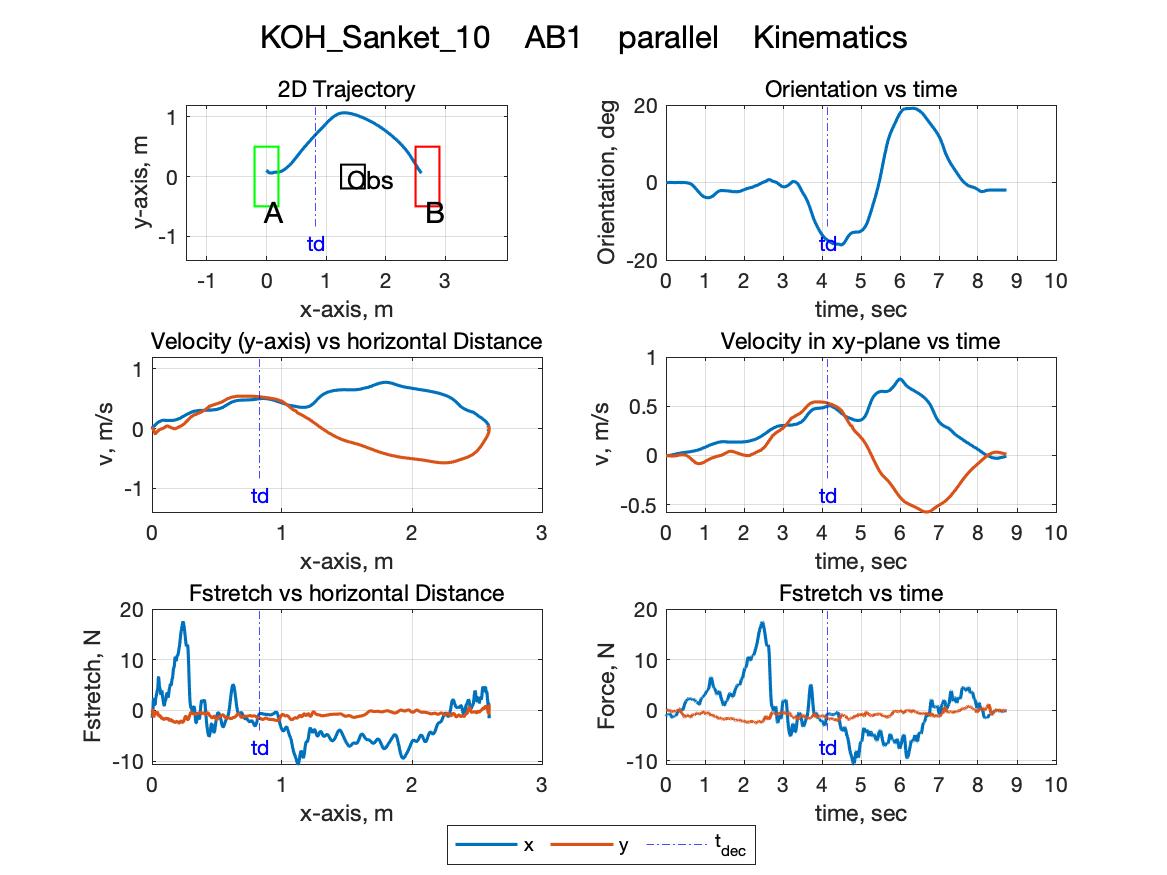 KOH_Sanket_10 AB1 parallel Kinematics
2D Trajectory
y-axis, m
1
0
-1
A
td
Obs
B
-1 0 1 2 3
x-axis, m
Orientation vs time
Orientation, deg
20
0
-20
td
0 1 2 3 4 5 6 7 8 9 10
time, sec
Velocity (y-axis) vs horizontal Distance
v, m/s
1
0
-1
td
0 1 2 3
x-axis, m
Velocity in xy-plane vs time
v, m/s
1
0.5
0
-0.5
td
0 1 2 3 4 5 6 7 8 9 10
time, sec
Fstretch vs horizontal Distance
Fstretch, N
20
10
0
-10
td
0 1 2 3
x-axis, m
Fstretch vs time
Force, N
20
10
0
-10
td
0 1 2 3 4 5 6 7 8 9 10
time, sec
x y t_dec